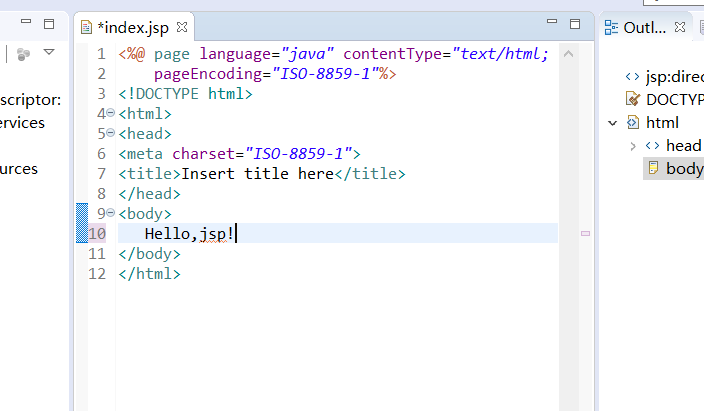 *index.jsp
Outl...
scriptor:
ervices
urces
1 <%@ page language="java" contentType="text/html;
2 pageEncoding="ISO-8859-1"%>
3 <!DOCTYPE html>
4 <html>
5 <head>
6 <meta charset="ISO-8859-1">
7 <title>Insert title here</title>
8 </head>
9 <body>
10 Hello,jsp!
11 </body>
12 </html>
jsp:direc
DOCTYP
html
head
body